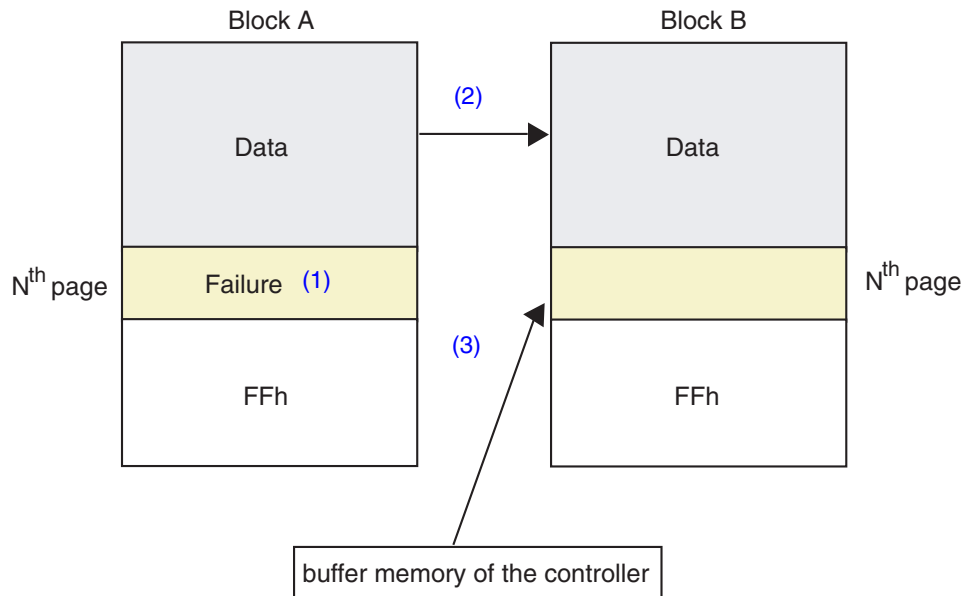 Block A
Block B
(2)
Data
Data
Nth page
Failure (1)
Nth page
(3)
FFh
FFh
buffer memory of the controller